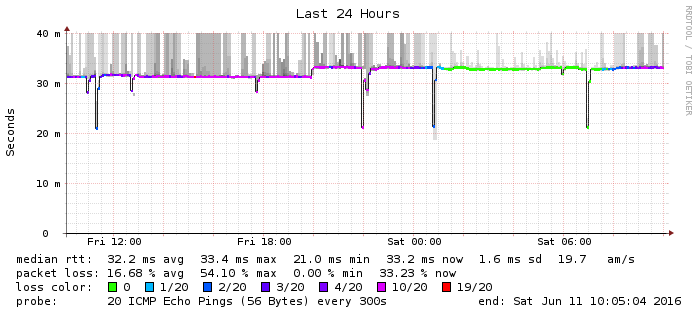 Last 24 Hours
RRDTOOL / TOBI OETIKER
Seconds
40 m
30 m
20 m
10 m
0
Fri 12:00 Fri 18:00 Sat 00:00 Sat 06:00
median rtt: 32.2 ms avg 33.4 ms max 21.0 ms min 33.2 ms now 1.6 ms sd 19.7 am/s
packet loss: 16.68 % avg 54.10 % max 0.00 % min 33.23 % now
loss color: 0 1/20 2/20 3/20 4/20 10/20 19/20
probe: 20 ICMP Echo Pings (56 Bytes) every 300s end: Sat Jun 11 10:05:04 2016